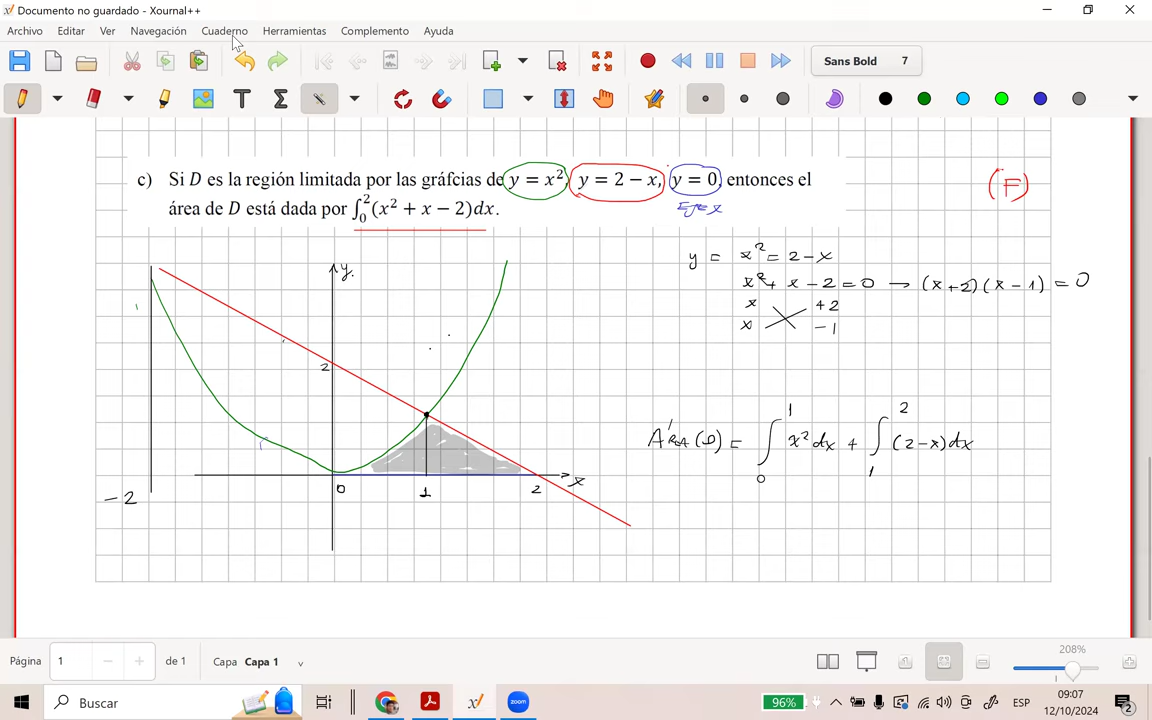 Documento no guardado - Xournal++
Archivo Editar Ver Navegación Cuaderno Herramientas Complemento Ayuda
Sans Bold 7
c) Si D es la región limitada por las gráfcias de y = x², y = 2 − x, y = 0, entonces el
área de D está dada por ∫₀²(x² + x − 2)dx.
Eje x
(F)
y = x² = 2 - x
x² + x - 2 = 0 → (x+2)(x-1) = 0
x +2
x -1
y
2
0 1 2 x
-2
ÁREA(D) = ∫₀¹ x² dx + ∫₁² (2-x)dx
Página 1 de 1 Capa Capa 1
208%
Buscar
96%
ESP
09:07
12/10/2024
2
zoom